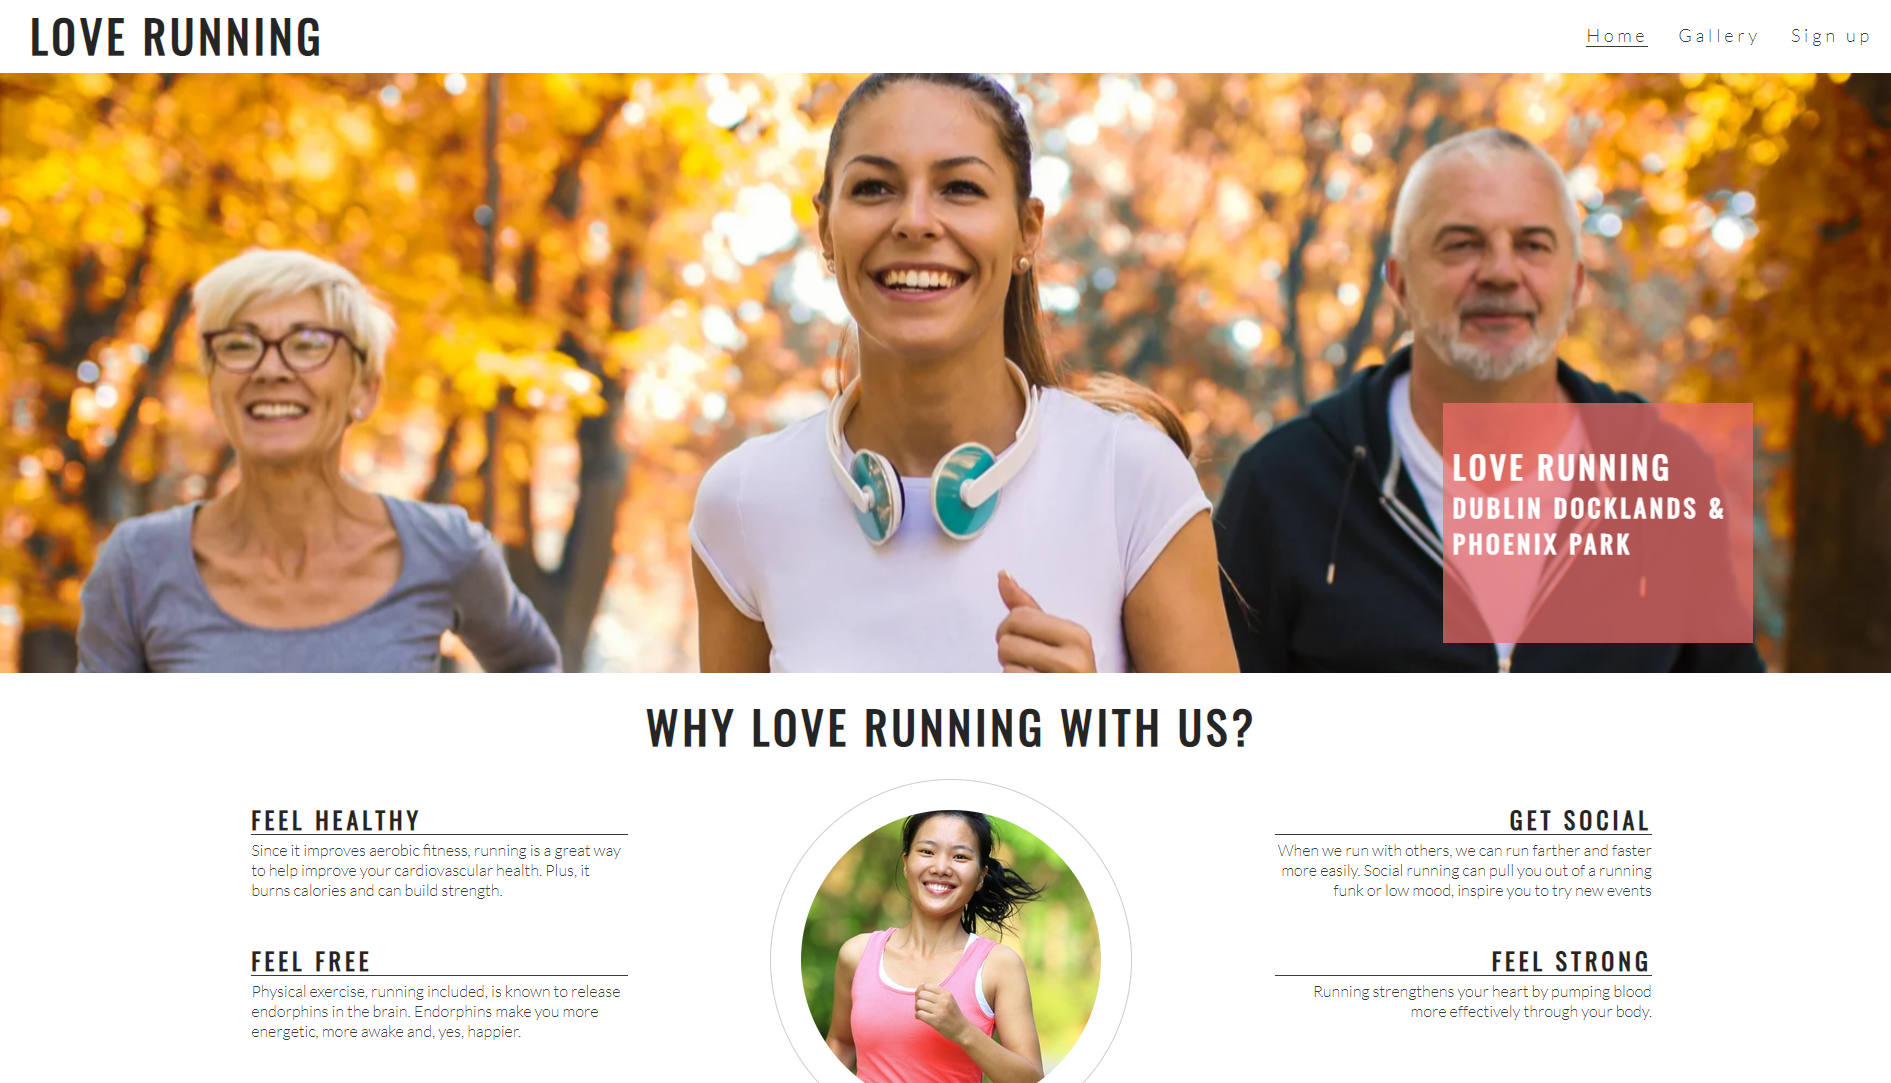 LOVE RUNNING
Home Gallery Sign up
LOVE RUNNING
DUBLIN DOCKLANDS &
PHOENIX PARK
WHY LOVE RUNNING WITH US?
FEEL HEALTHY
Since it improves aerobic fitness, running is a great way
to help improve your cardiovascular health. Plus, it
burns calories and can build strength.
FEEL FREE
Physical exercise, running included, is known to release
endorphins in the brain. Endorphins make you more
energetic, more awake and, yes, happier.
GET SOCIAL
When we run with others, we can run farther and faster
more easily. Social running can pull you out of a running
funk or low mood, inspire you to try new events
FEEL STRONG
Running strengthens your heart by pumping blood
more effectively through your body.